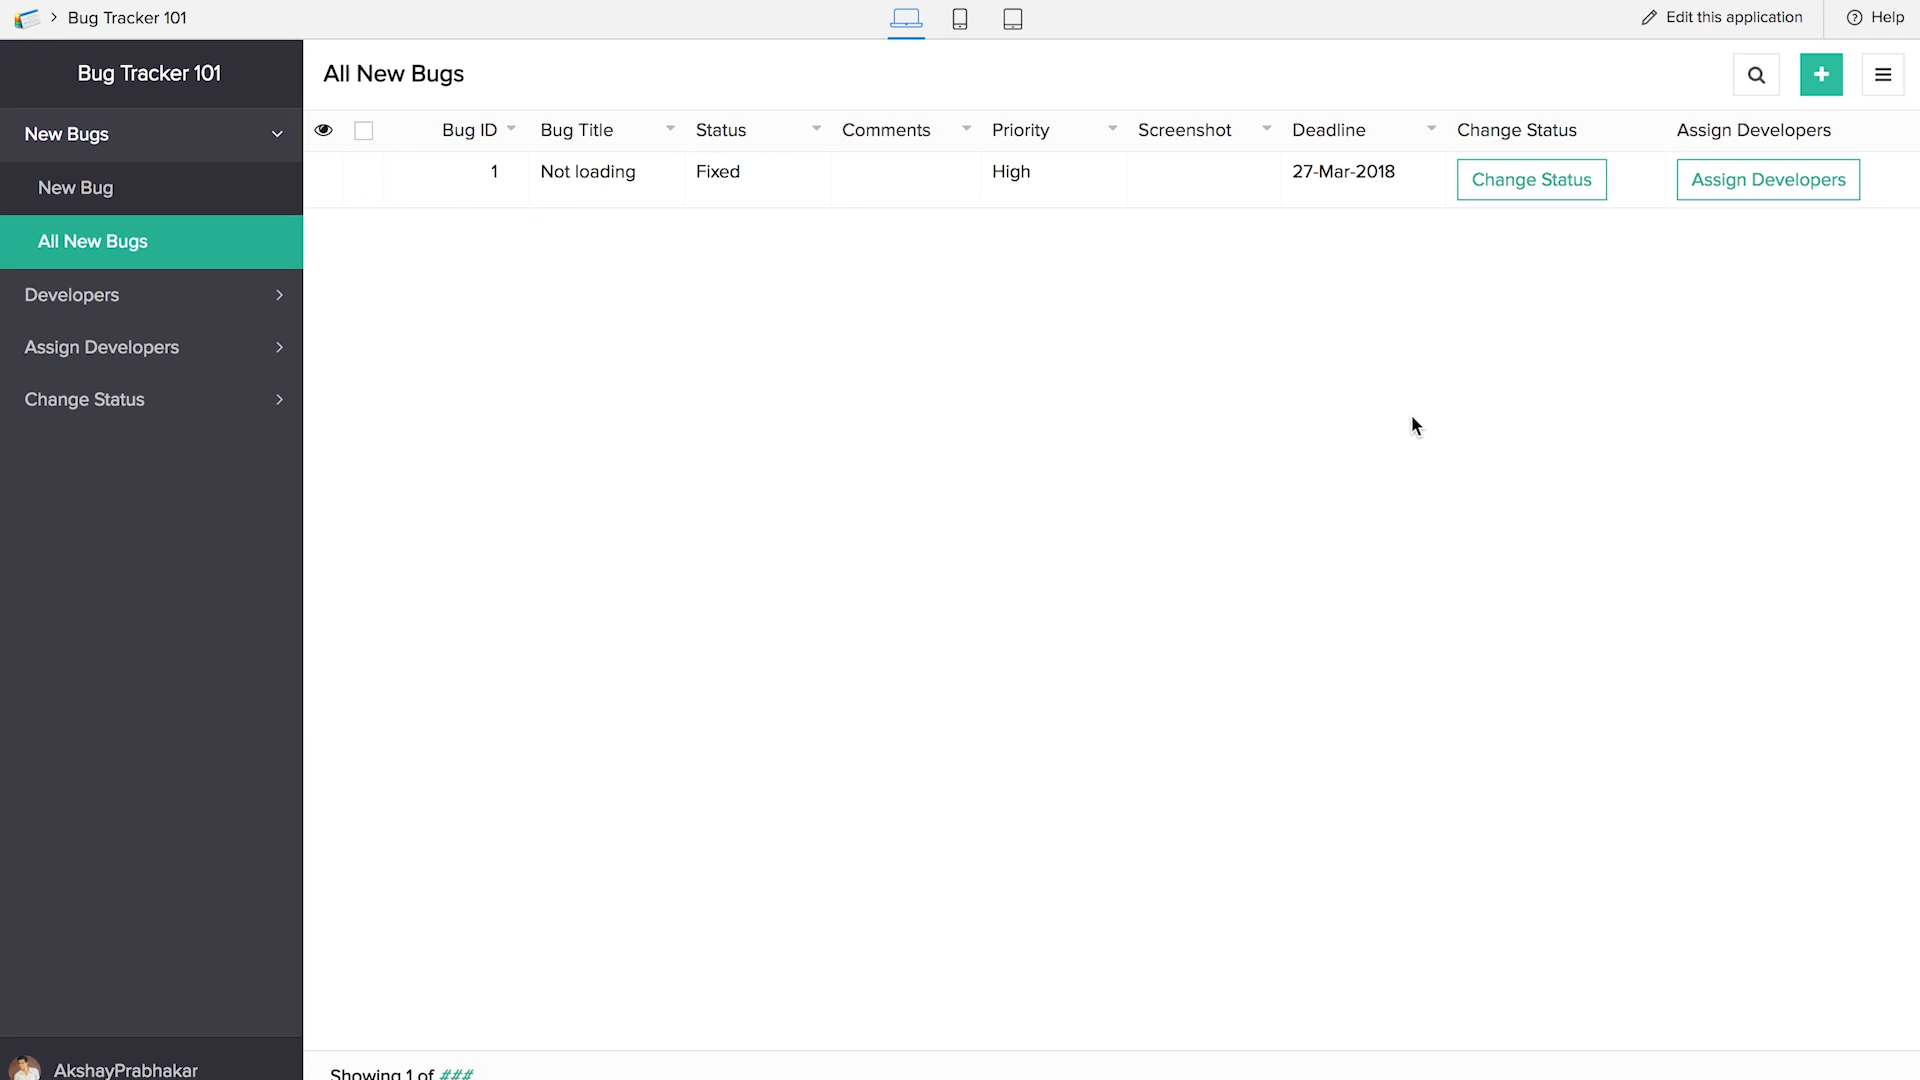 Bug Tracker 101
Edit this application
Help
Bug Tracker 101
New Bugs
New Bug
All New Bugs
Developers
Assign Developers
Change Status
AkshayPrabhakar
All New Bugs
Bug ID Bug Title Status Comments Priority Screenshot Deadline Change Status Assign Developers
1 Not loading Fixed High 27-Mar-2018 Change Status Assign Developers
Showing 1 of ###